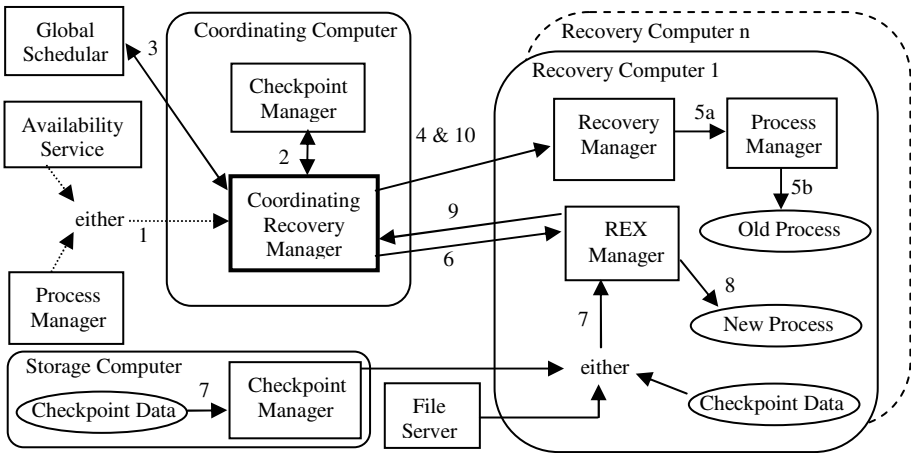 Global
Schedular
3
Coordinating Computer
Checkpoint
Manager
2
Availability
Service
either
1
Coordinating
Recovery
Manager
Process
Manager
4 & 10
9
6
Recovery Computer n
Recovery Computer 1
Recovery
Manager
5a
Process
Manager
5b
Old Process
REX
Manager
8
New Process
7
either
Checkpoint Data
Storage Computer
Checkpoint Data
7
Checkpoint
Manager
File
Server